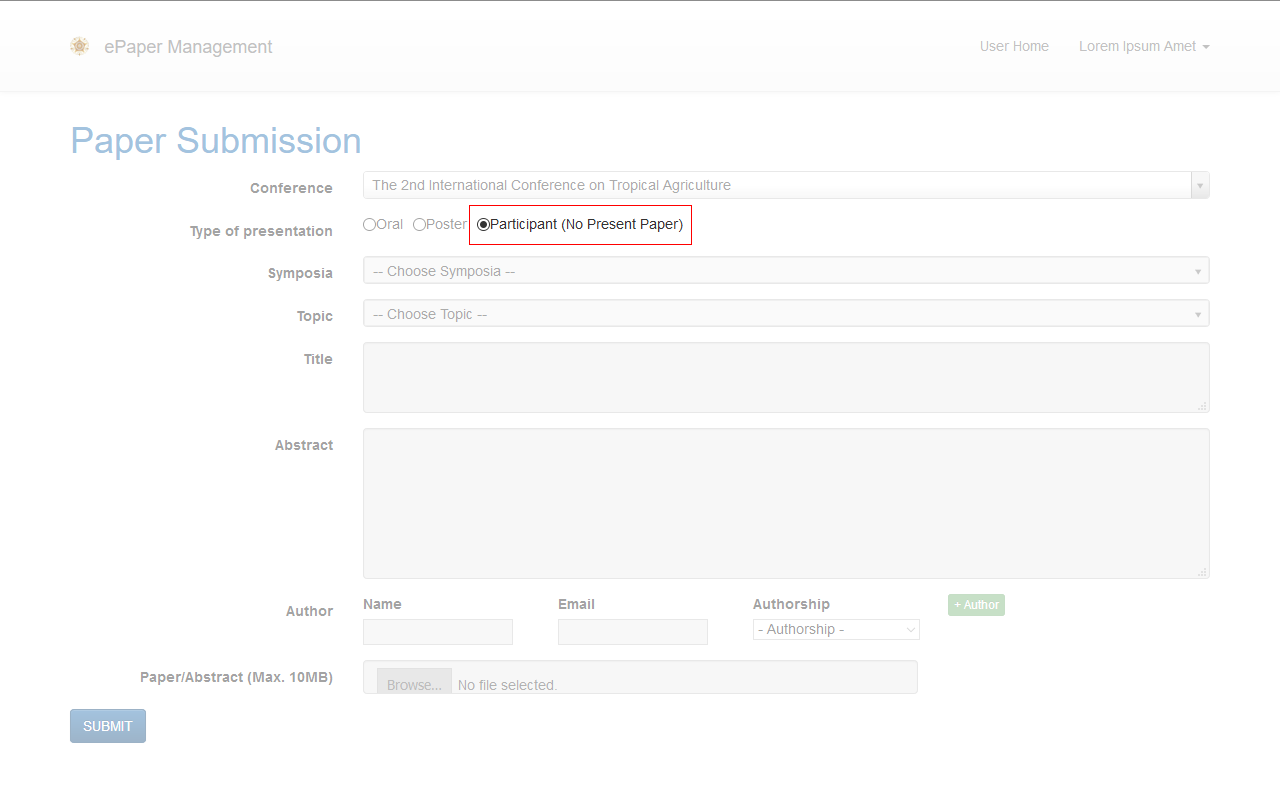 ePaper Management
User Home
Lorem Ipsum Amet
Paper Submission
Conference
The 2nd International Conference on Tropical Agriculture
Type of presentation
Oral
Poster
Participant (No Present Paper)
Symposia
-- Choose Symposia --
Topic
-- Choose Topic --
Title
Abstract
Author
Name
Email
Authorship
+ Author
- Authorship -
Paper/Abstract (Max. 10MB)
Browse...
No file selected.
SUBMIT